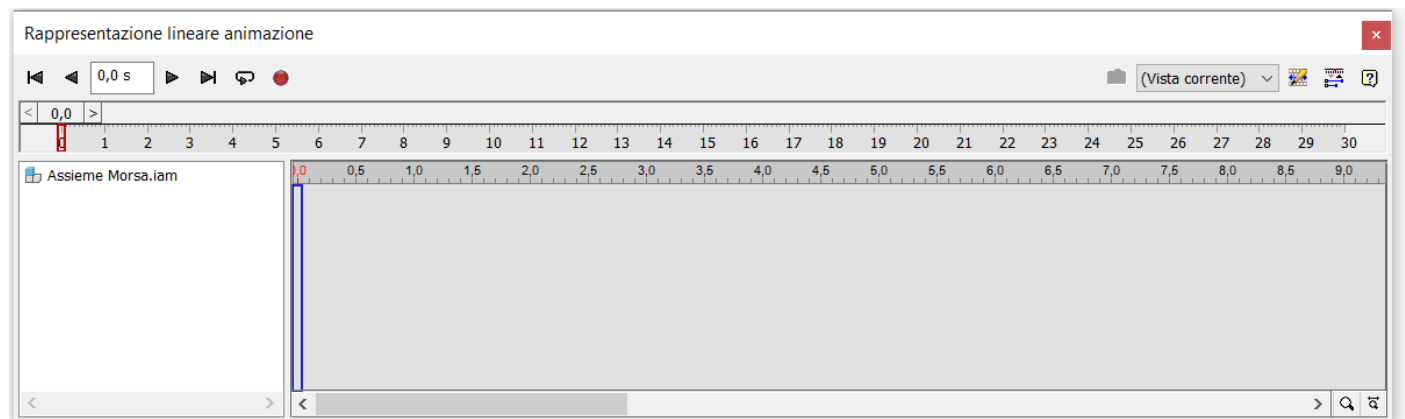 Rappresentazione lineare animazione
0,0 s
(Vista corrente)
< 0,0 >
0 1 2 3 4 5 6 7 8 9 10 11 12 13 14 15 16 17 18 19 20 21 22 23 24 25 26 27 28 29 30
Assieme Morsa.iam
0,0 0,5 1,0 1,5 2,0 2,5 3,0 3,5 4,0 4,5 5,0 5,5 6,0 6,5 7,0 7,5 8,0 8,5 9,0